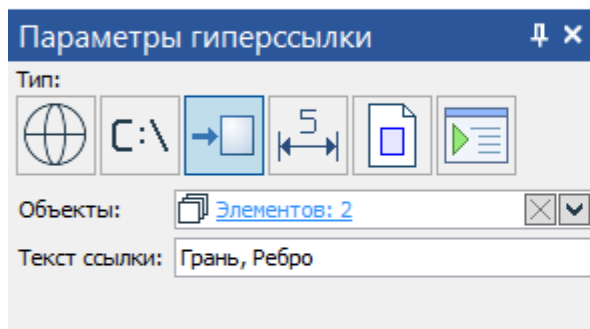 Параметры гиперссылки
Тип:
C:\ 5
Объекты: Элементов: 2
Текст ссылки: Грань, Ребро